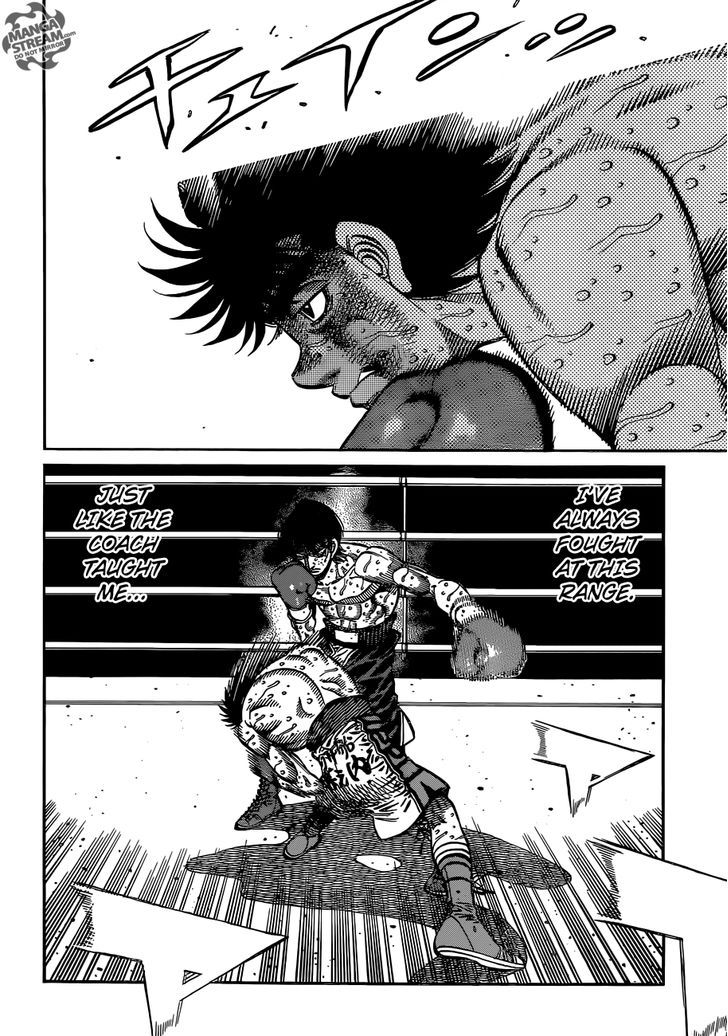 MANGA
STREAM.com
DO NOT MIRROR!
チュイン
I'VE
ALWAYS
FOUGHT
AT THIS
RANGE.
JUST
LIKE THE
COACH
TAUGHT
ME...